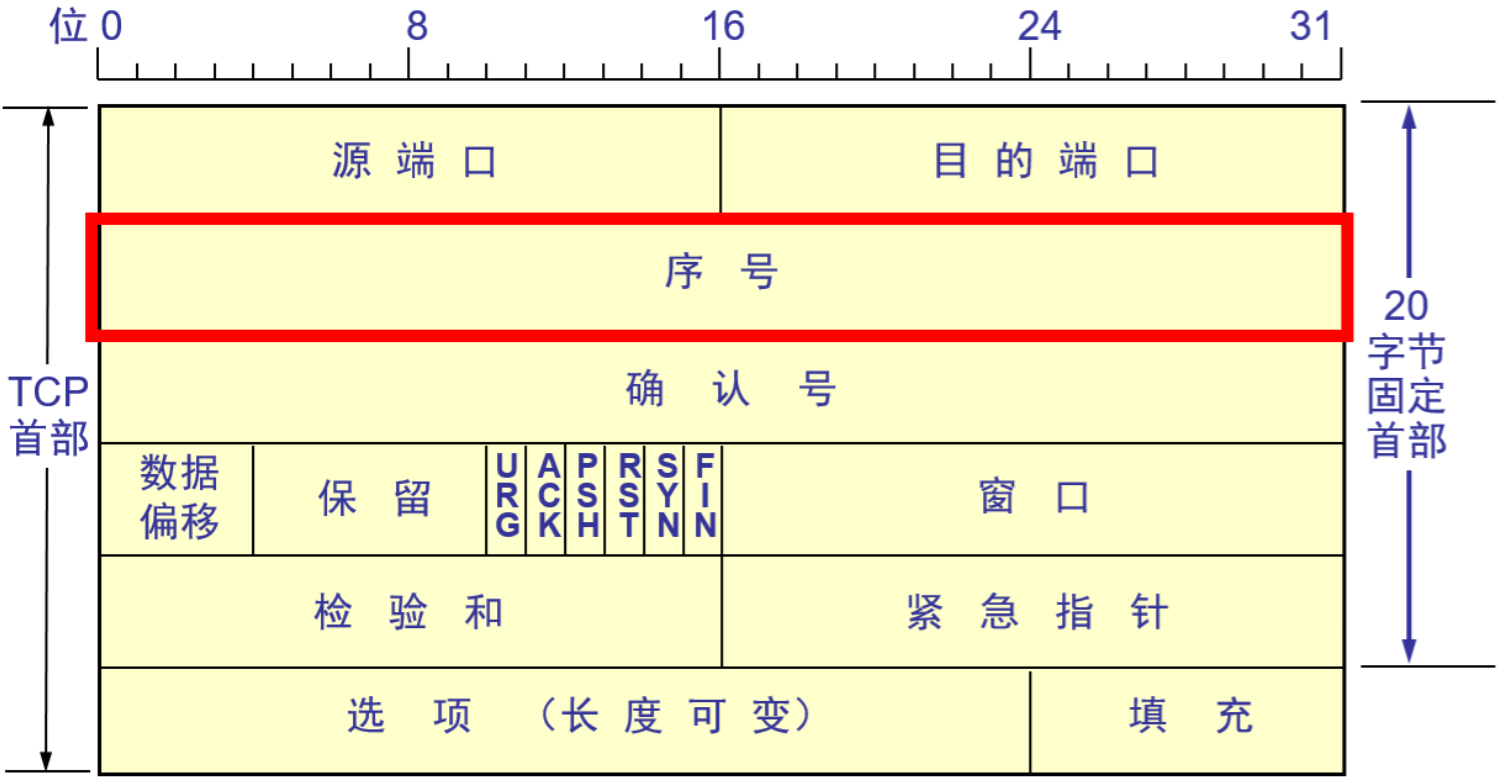 位 0 8 16 24 31
源端口 目的端口
序号
确认号
数据偏移 保留 URG ACK PSH RST SYN FIN 窗口
检验和 紧急指针
选项（长度可变） 填充
TCP
首部
20
字节
固定
首部